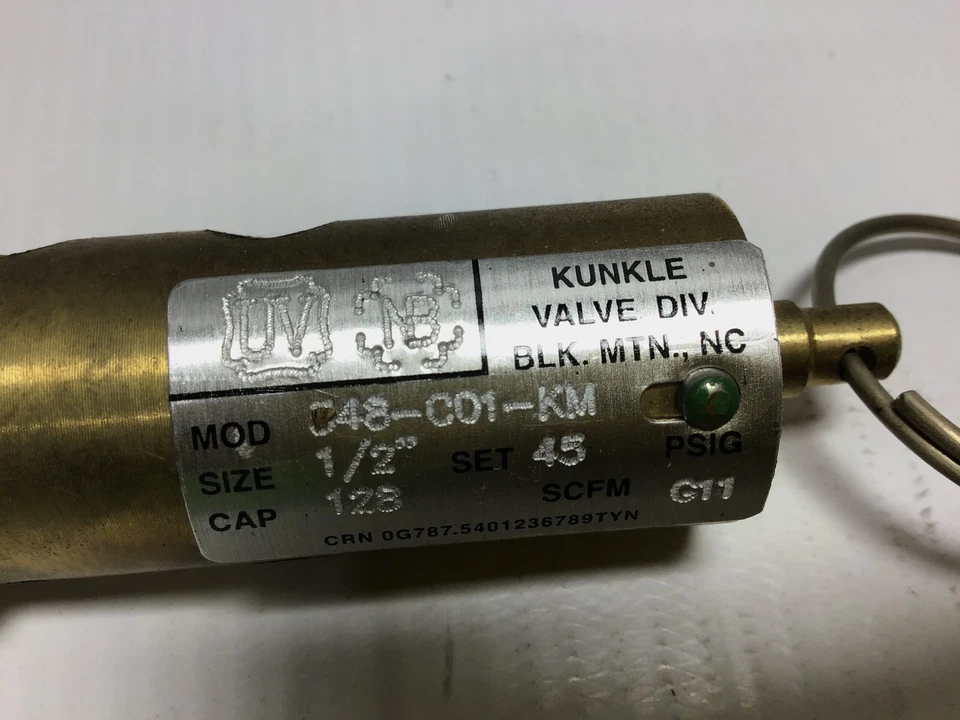 UV NB
KUNKLE
VALVE DIV.
BLK. MTN., NC
MOD 548-C01-KM
SIZE 1/2" SET 45 PSIG
CAP 128 SCFM G11
CRN 0G787.5401236789TYN